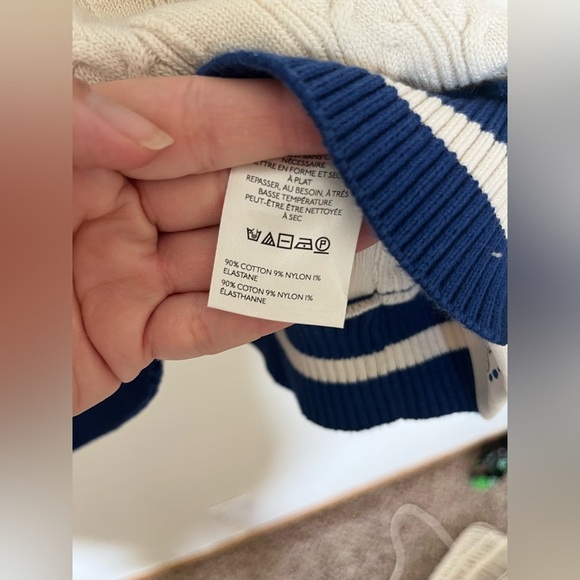 NÉCESSAIRE
METTRE EN FORME ET
À PLAT
REPASSER, AU BESOIN, À TRÈS
BASSE TEMPÉRATURE
PEUT-ÊTRE ÊTRE NETTOYÉE
À SEC
P
90% COTTON 9% NYLON 1%
ELASTANE
90% COTON 9% NYLON 1%
ÉLASTHANNE